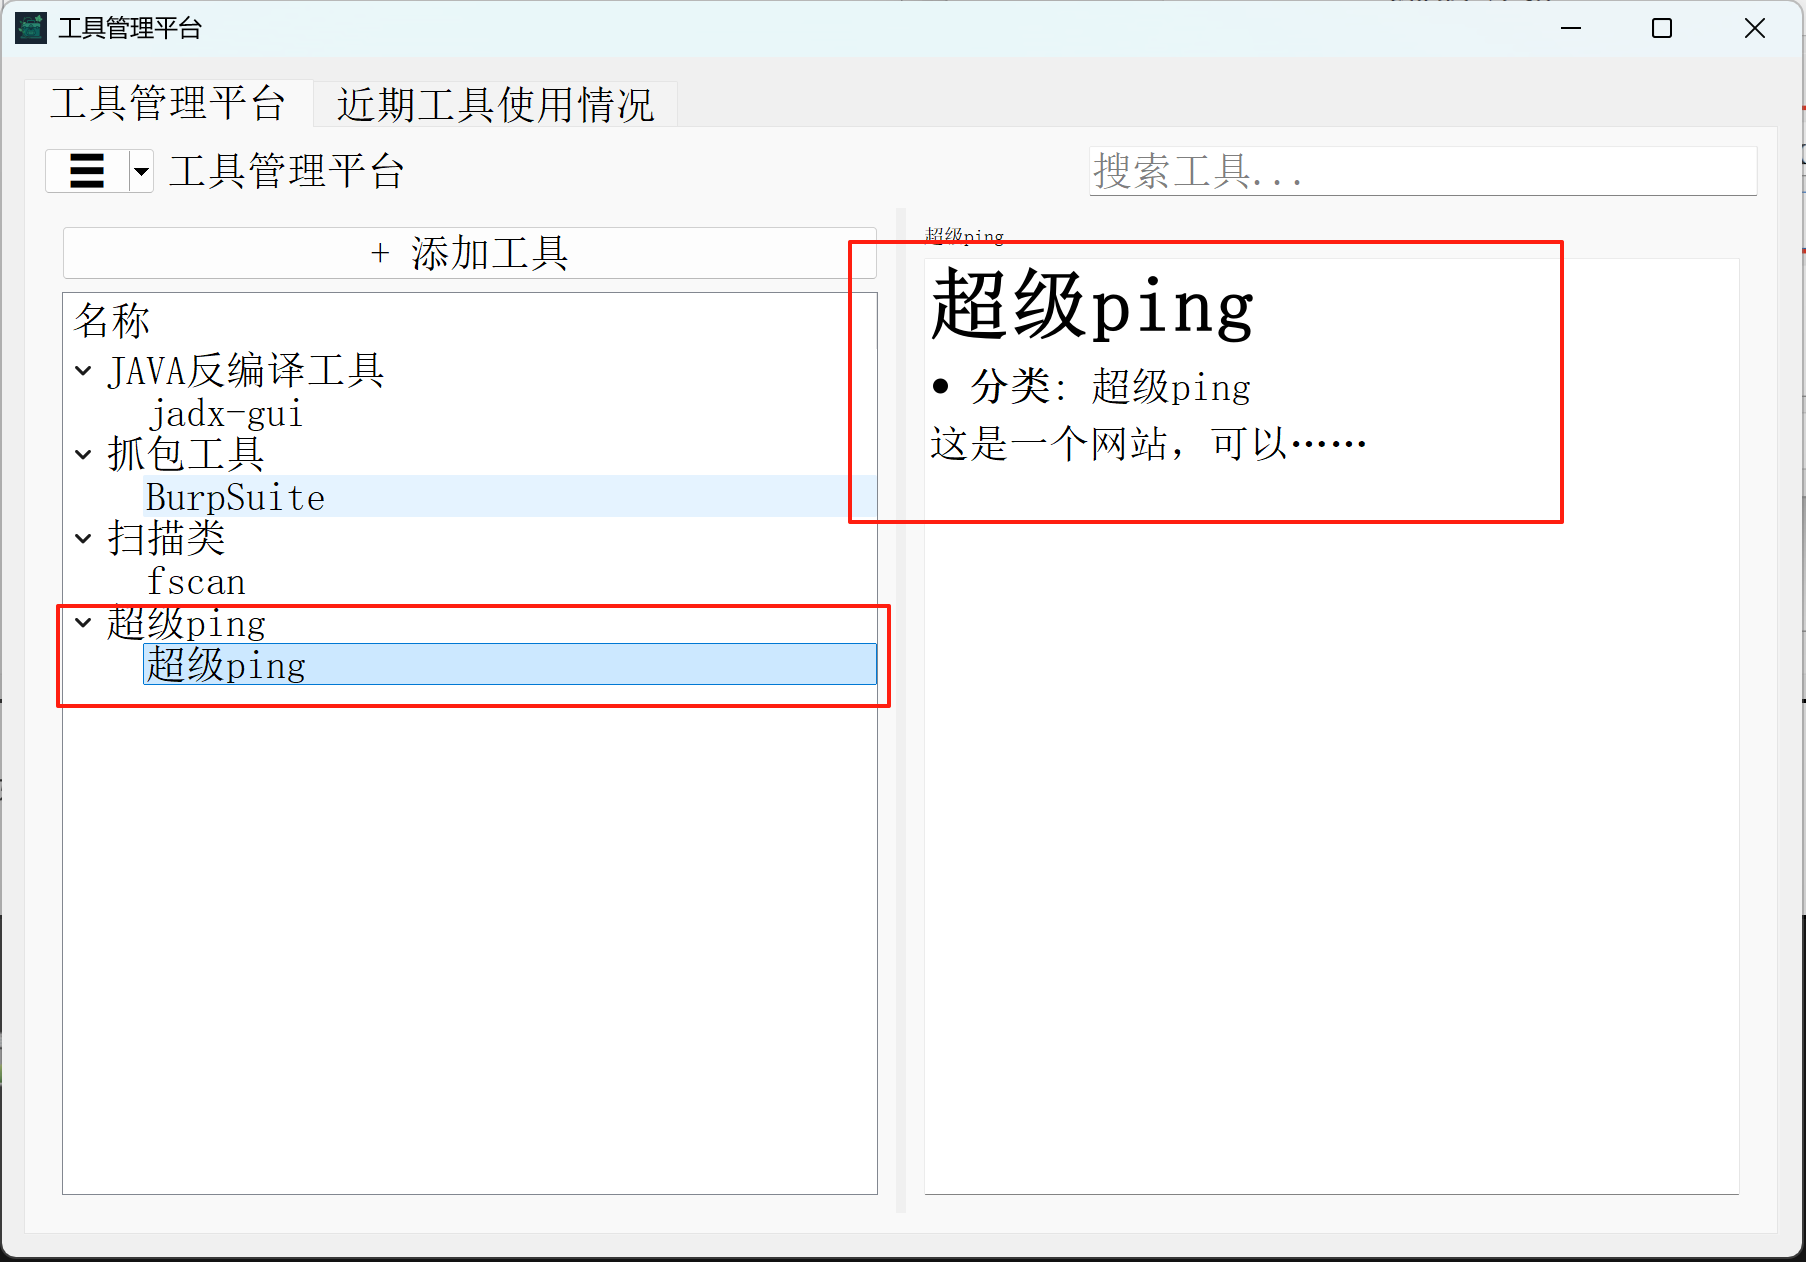 工具管理平台
工具管理平台
近期工具使用情况
工具管理平台
搜索工具...
+ 添加工具
名称
JAVA反编译工具
jadx-gui
抓包工具
BurpSuite
扫描类
fscan
超级ping
超级ping
超级ping
超级ping
• 分类: 超级ping
这是一个网站，可以……